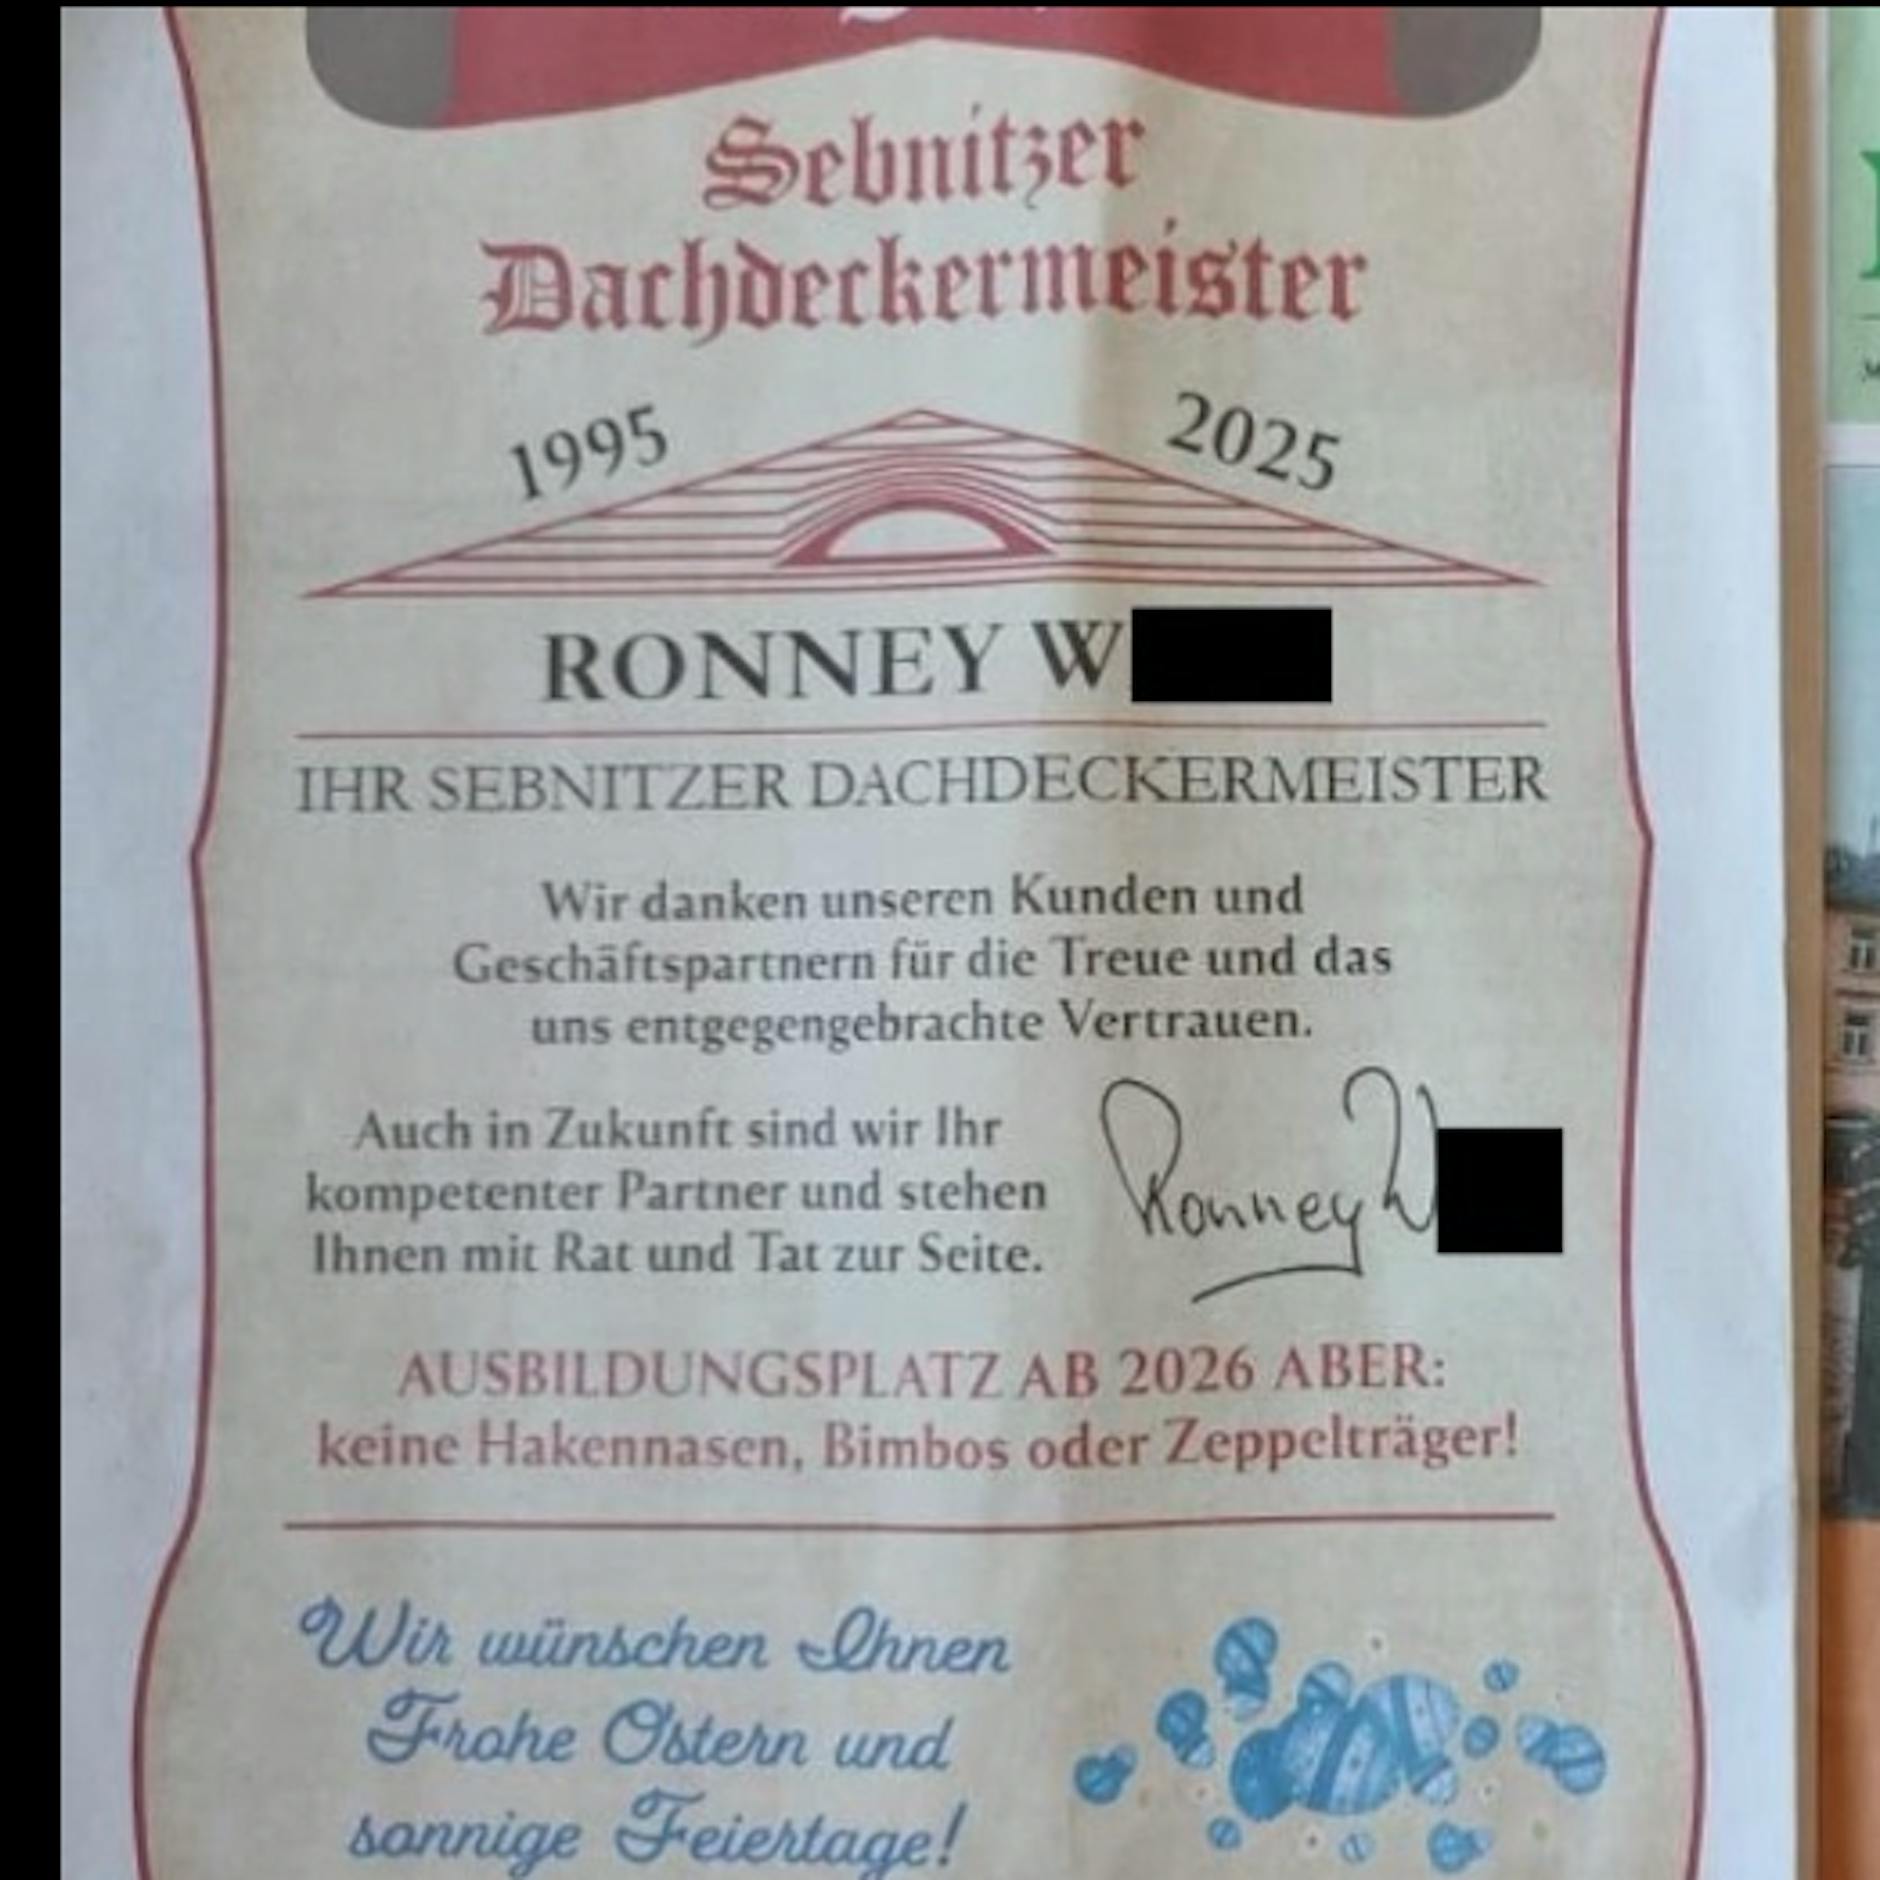 Sebnitzer
Dachdeckermeister
1995 2025
RONNEY W
IHR SEBNITZER DACHDECKERMEISTER
Wir danken unseren Kunden und
Geschäftspartnern für die Treue und das
uns entgegengebrachte Vertrauen.
Auch in Zukunft sind wir Ihr
kompetenter Partner und stehen
Ihnen mit Rat und Tat zur Seite.
Ronney W
AUSBILDUNGSPLATZ AB 2026 ABER:
keine Hakennasen, Bimbos oder Zeppelträger!
Wir wünschen Ihnen
Frohe Ostern und
sonnige Feiertage!